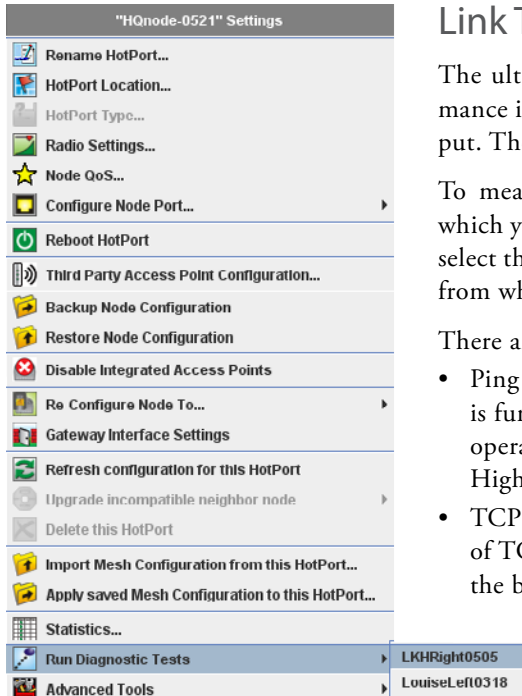 "HQnode-0521" Settings
Rename HotPort...
HotPort Location...
HotPort Type...
Radio Settings...
Node QoS...
Configure Node Port...
Reboot HotPort
Third Party Access Point Configuration...
Backup Node Configuration
Restore Node Configuration
Disable Integrated Access Points
Re Configure Node To...
Gateway Interface Settings
Refresh configuration for this HotPort
Upgrade incompatible neighbor node
Delete this HotPort
Import Mesh Configuration from this HotPort...
Apply saved Mesh Configuration to this HotPort...
Statistics...
Run Diagnostic Tests
Advanced Tools
LKHRight0505
LouiseLeft0318
Link T
The ult
mance i
put. Th
To mea
which y
select th
from wh
There a
• Ping
is fu
opera
High
• TCP
of TC
the b